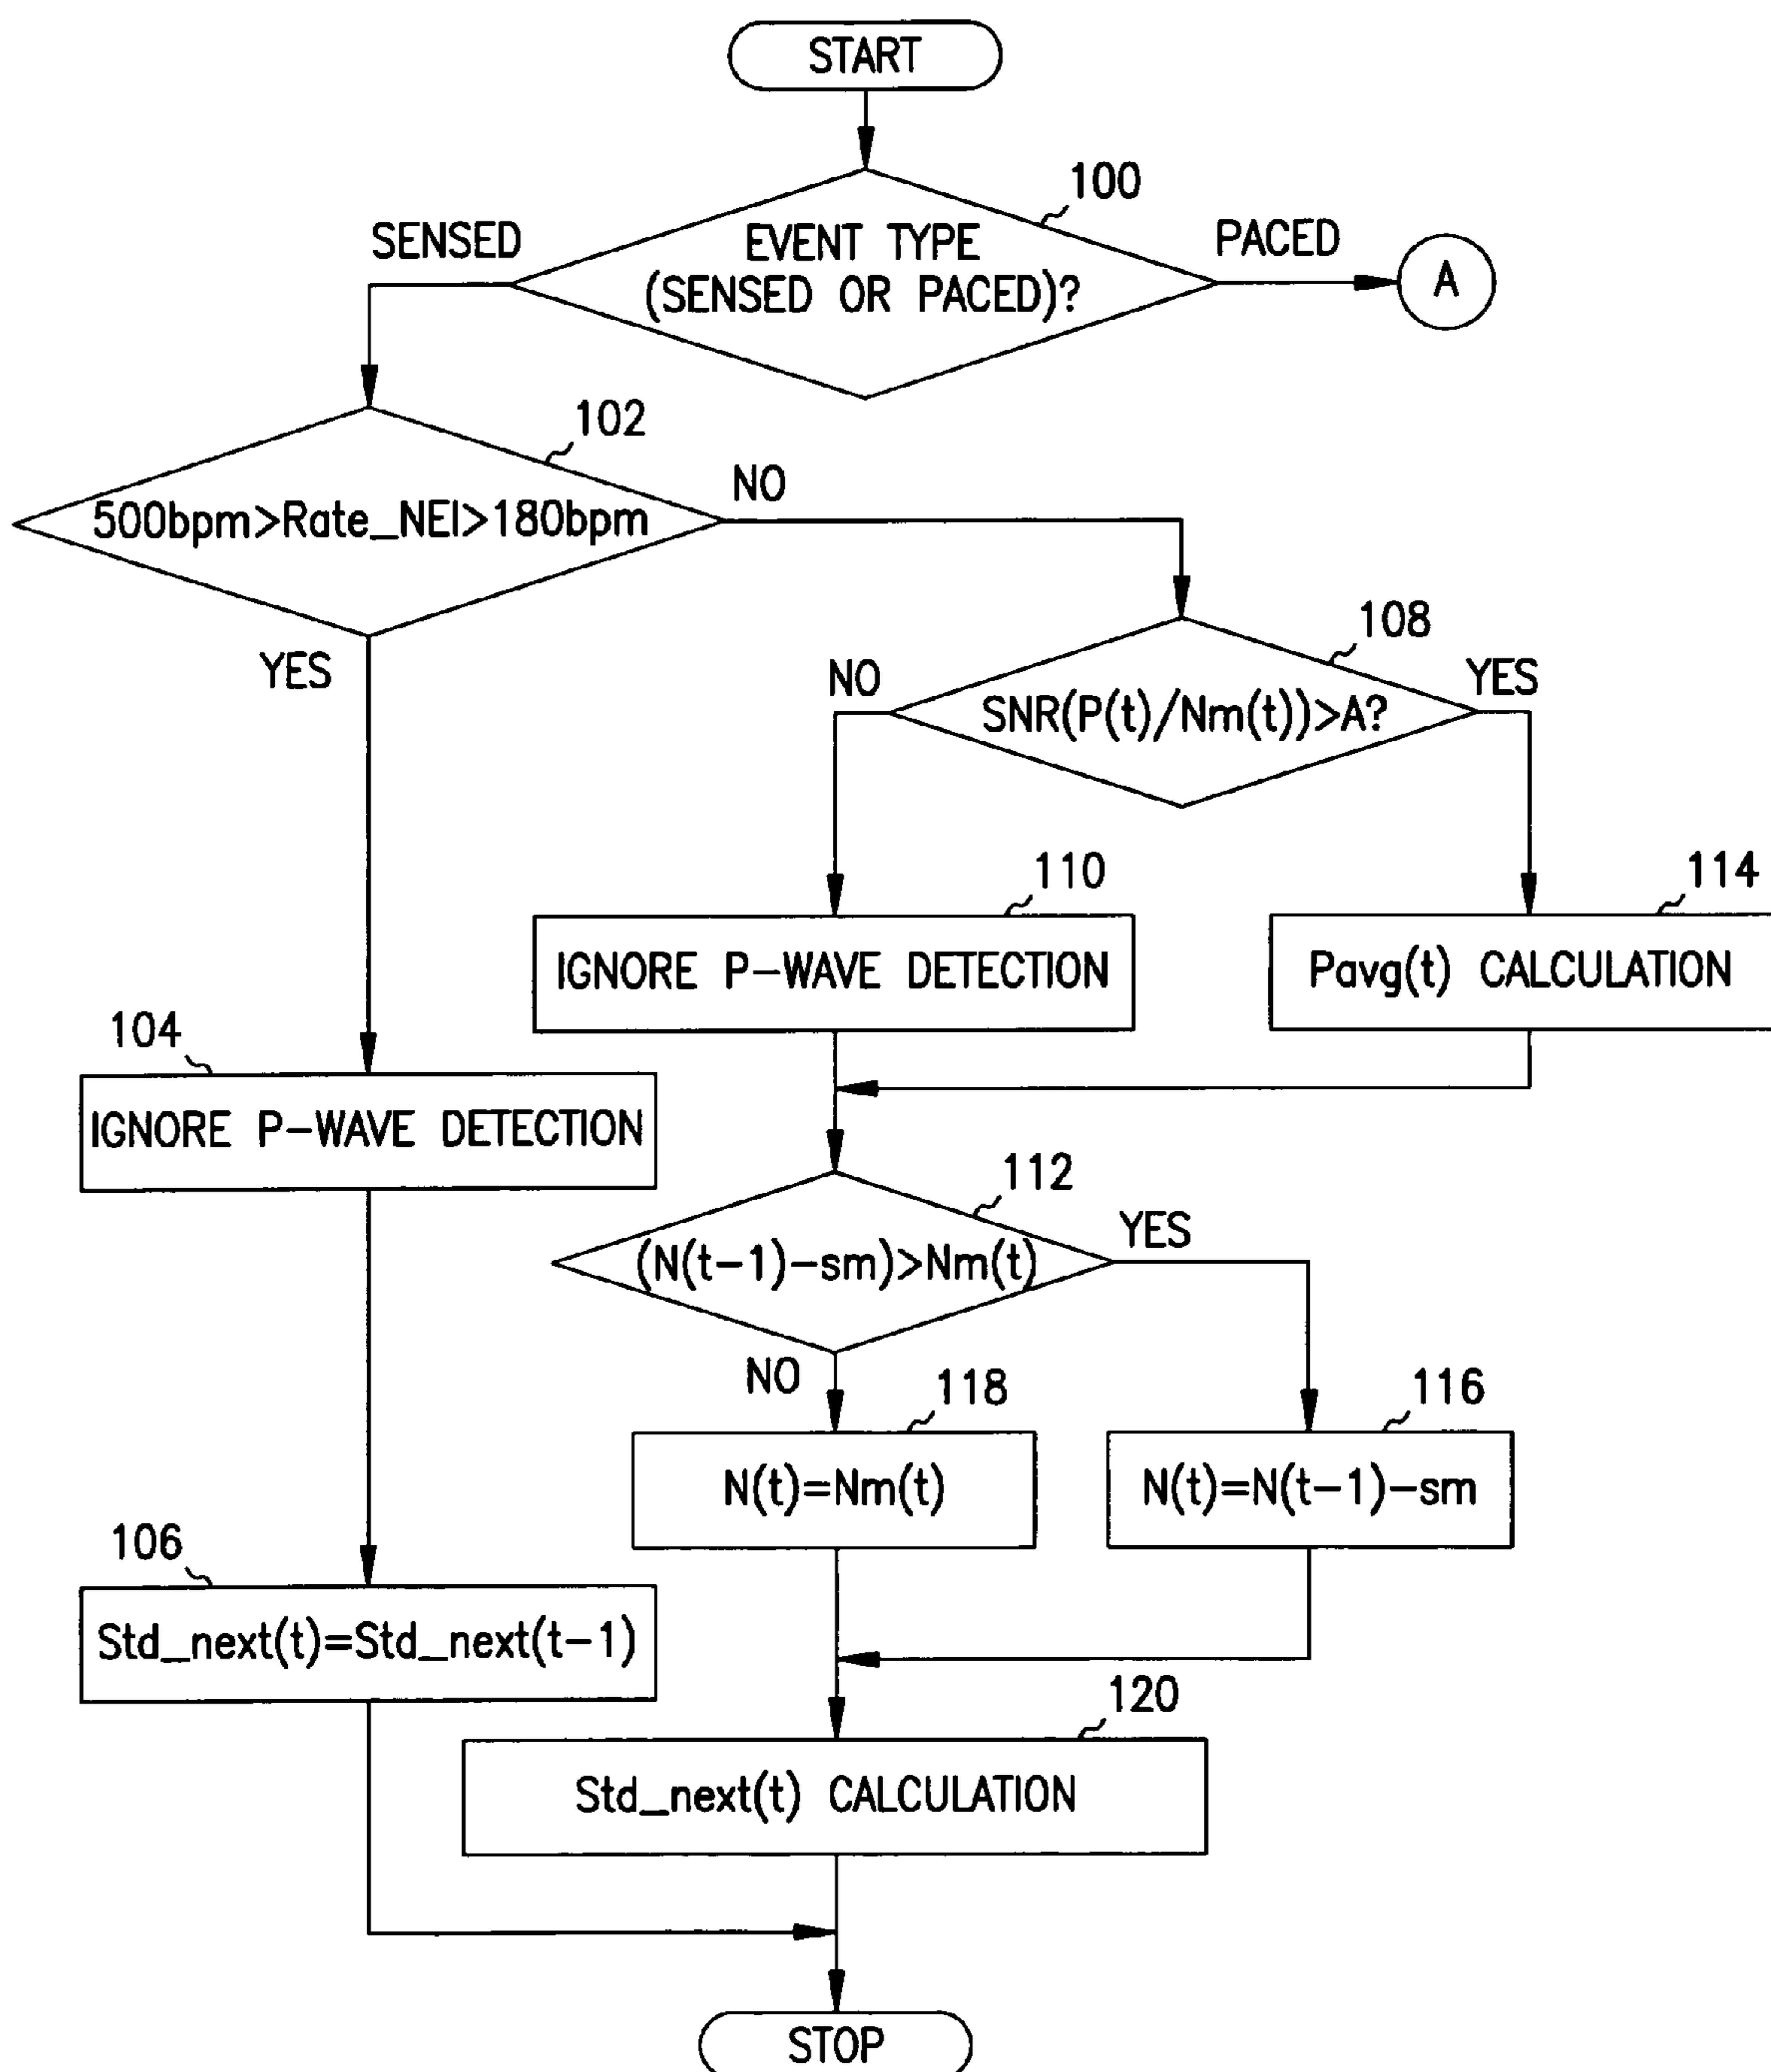 START
100
EVENT TYPE
(SENSED OR PACED)?
SENSED
PACED
A
102
500bpm>Rate_NEI>180bpm
NO
YES
108
SNR(P(t)/Nm(t))>A?
NO
YES
110
IGNORE P-WAVE DETECTION
114
Pavg(t) CALCULATION
104
IGNORE P-WAVE DETECTION
112
(N(t-1)-sm)>Nm(t)
YES
NO
118
N(t)=Nm(t)
116
N(t)=N(t-1)-sm
106
Std_next(t)=Std_next(t-1)
120
Std_next(t) CALCULATION
STOP